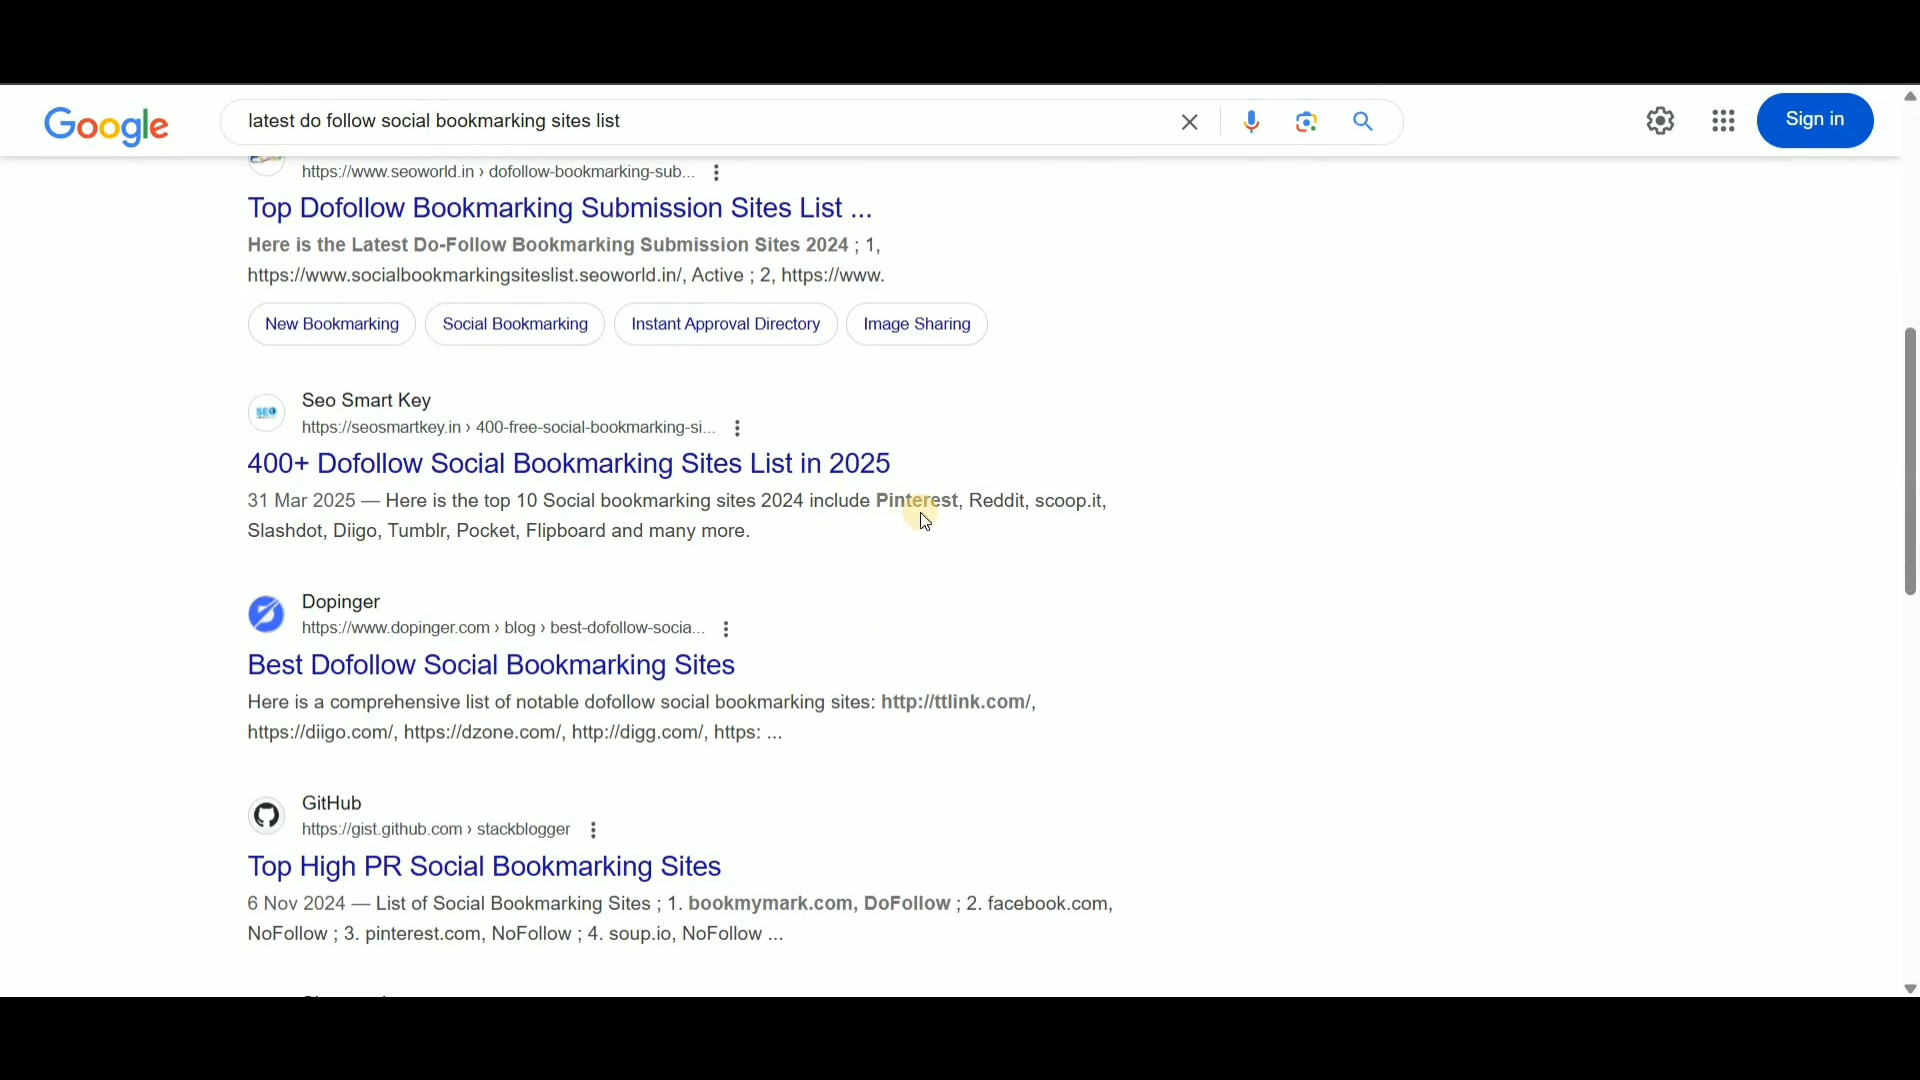 Google
latest do follow social bookmarking sites list
Sign in
https://www.seoworld.in › dofollow-bookmarking-sub...
Top Dofollow Bookmarking Submission Sites List ...
Here is the Latest Do-Follow Bookmarking Submission Sites 2024 ; 1,
https://www.socialbookmarkingsiteslist.seoworld.in/, Active ; 2, https://www.
New Bookmarking
Social Bookmarking
Instant Approval Directory
Image Sharing
SEO
Seo Smart Key
https://seosmartkey.in › 400-free-social-bookmarking-si...
400+ Dofollow Social Bookmarking Sites List in 2025
31 Mar 2025 — Here is the top 10 Social bookmarking sites 2024 include Pinterest, Reddit, scoop.it,
Slashdot, Diigo, Tumblr, Pocket, Flipboard and many more.
Dopinger
https://www.dopinger.com › blog › best-dofollow-socia...
Best Dofollow Social Bookmarking Sites
Here is a comprehensive list of notable dofollow social bookmarking sites: http://ttlink.com/,
https://diigo.com/, https://dzone.com/, http://digg.com/, https: ...
GitHub
https://gist.github.com › stackblogger
Top High PR Social Bookmarking Sites
6 Nov 2024 — List of Social Bookmarking Sites ; 1. bookmymark.com, DoFollow ; 2. facebook.com,
NoFollow ; 3. pinterest.com, NoFollow ; 4. soup.io, NoFollow ...